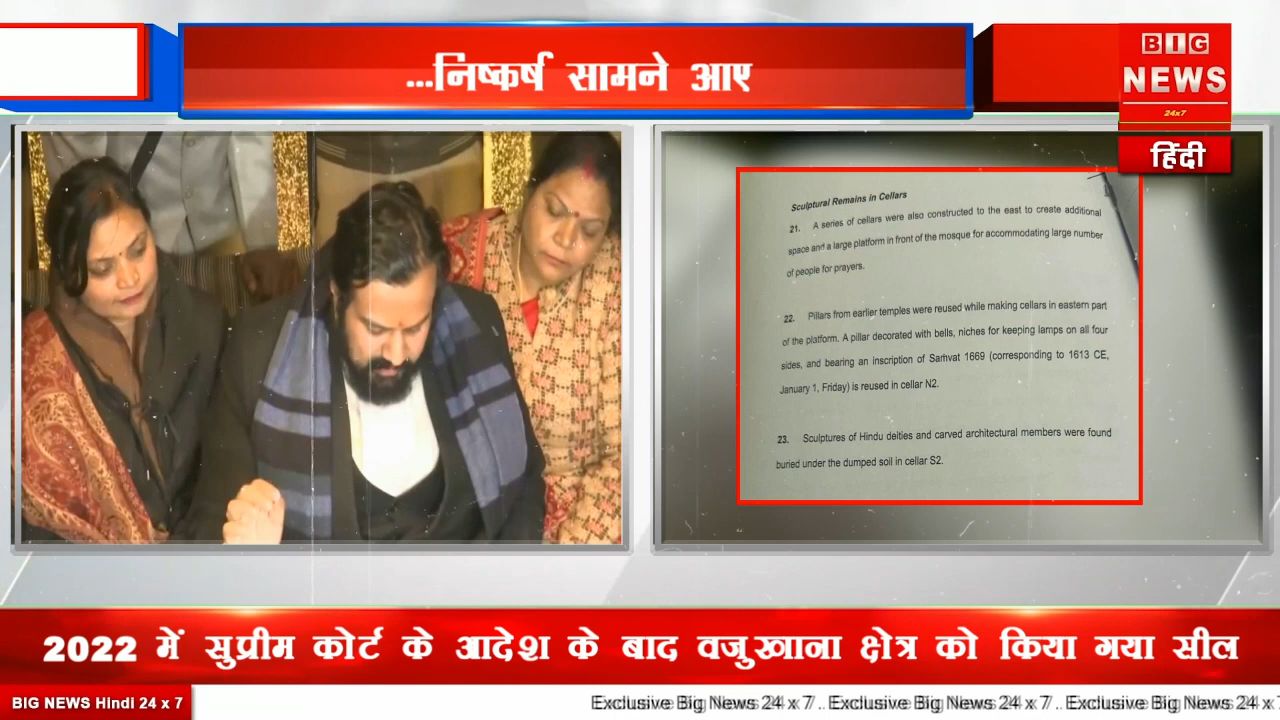 ...निष्कर्ष सामने आए
BIG
NEWS
24x7
हिंदी
Sculptural Remains in Cellars
21. A series of cellars were also constructed to the east to create additional
space and a large platform in front of the mosque for accommodating large number
of people for prayers.
22. Pillars from earlier temples were reused while making cellars in eastern part
of the platform. A pillar decorated with bells, niches for keeping lamps on all four
sides, and bearing an inscription of Saṁvat 1669 (corresponding to 1613 CE,
January 1, Friday) is reused in cellar N2.
23. Sculptures of Hindu deities and carved architectural members were found
buried under the dumped soil in cellar S2.
2022 में सुप्रीम कोर्ट के आदेश के बाद वजुखाना क्षेत्र को किया गया सील
BIG NEWS Hindi 24 x 7
Exclusive Big News 24 x 7 . . Exclusive Big News 24 x 7 . . Exclusive Big News 24 x